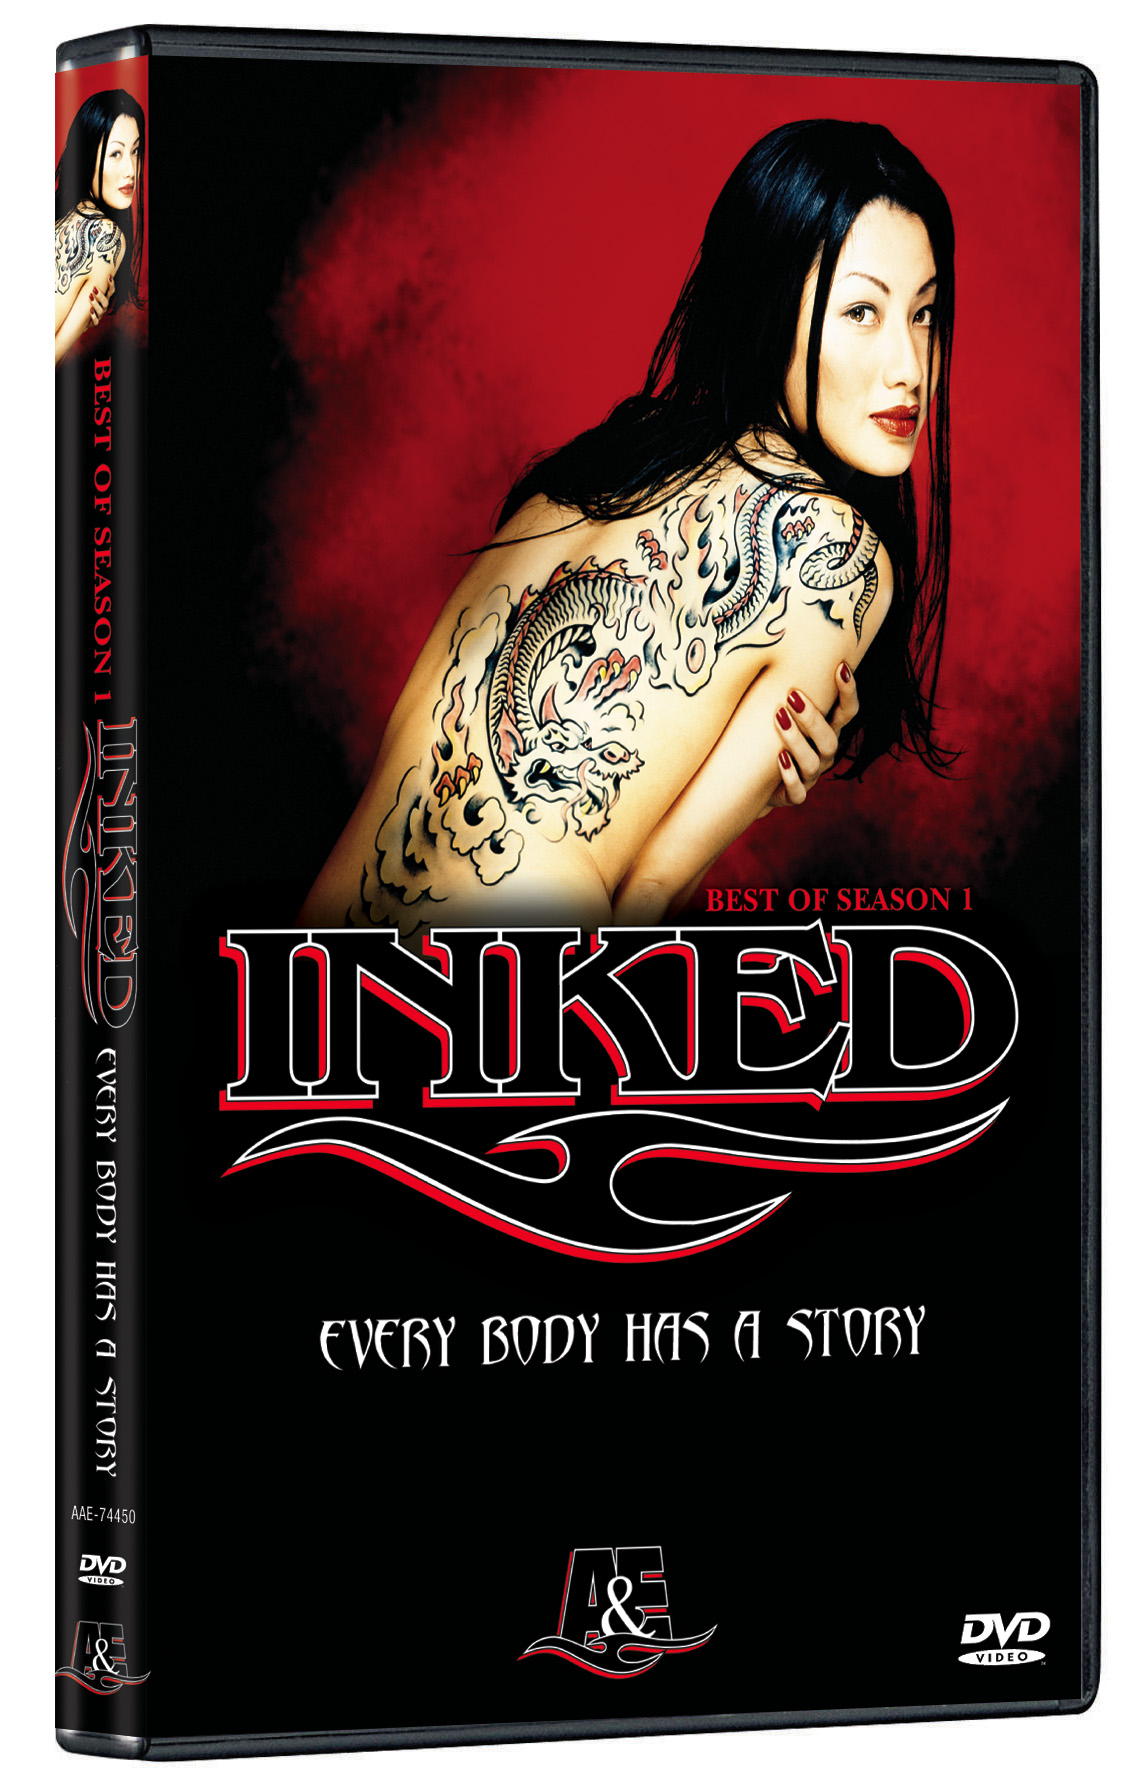 BEST OF SEASON 1
INKED
EVERY BODY HAS A STORY
AAE-74450
DVD
VIDEO
A&E
BEST OF SEASON 1
INKED
EVERY BODY HAS A STORY
A&E
DVD
VIDEO